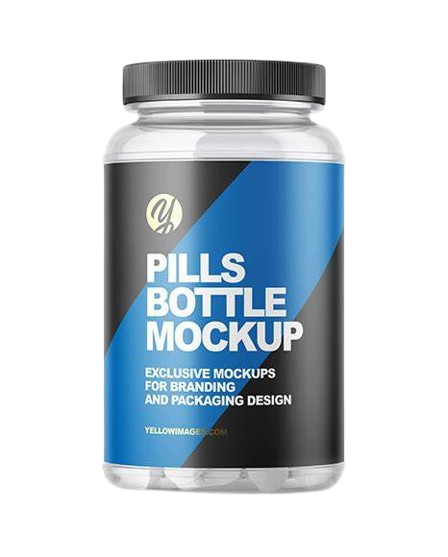 Y
PILLS
BOTTLE
MOCKUP
EXCLUSIVE MOCKUPS
FOR BRANDING
AND PACKAGING DESIGN
YELLOWIMAGES.COM